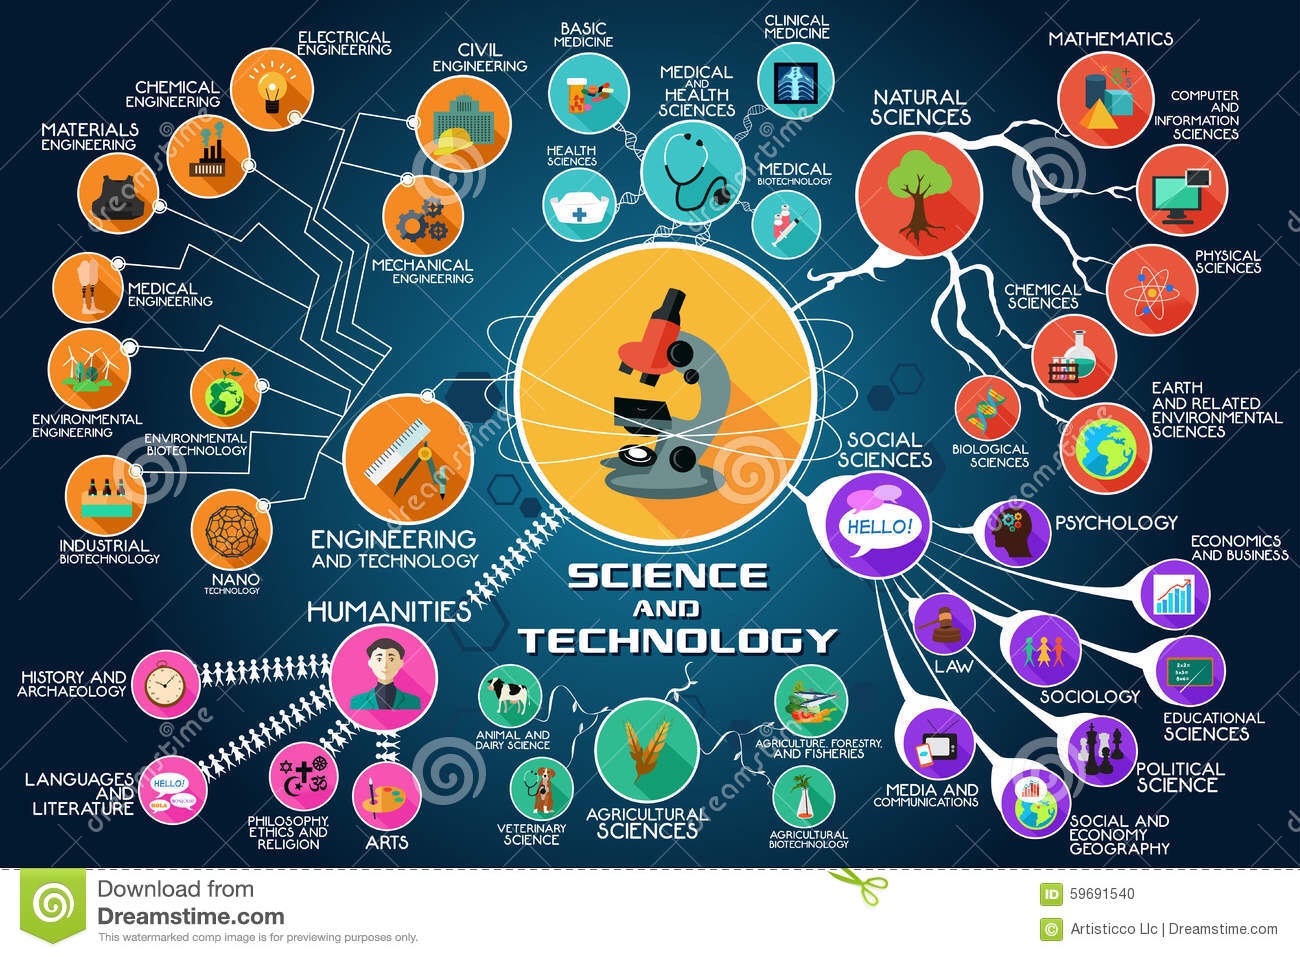 ELECTRICAL
ENGINEERING
CIVIL
ENGINEERING
CHEMICAL
ENGINEERING
MATERIALS
ENGINEERING
MECHANICAL
ENGINEERING
MEDICAL
ENGINEERING
ENVIRONMENTAL
ENGINEERING
ENVIRONMENTAL
BIOTECHNOLOGY
INDUSTRIAL
BIOTECHNOLOGY
NANO
TECHNOLOGY
ENGINEERING
AND TECHNOLOGY
BASIC
MEDICINE
CLINICAL
MEDICINE
MEDICAL
AND
HEALTH
SCIENCES
HEALTH
SCIENCES
MEDICAL
BIOTECHNOLOGY
NATURAL
SCIENCES
MATHEMATICS
COMPUTER
AND
INFORMATION
SCIENCES
PHYSICAL
SCIENCES
CHEMICAL
SCIENCES
EARTH
AND RELATED
ENVIRONMENTAL
SCIENCES
BIOLOGICAL
SCIENCES
SOCIAL
SCIENCES
HELLO!
PSYCHOLOGY
ECONOMICS
AND BUSINESS
LAW
SOCIOLOGY
EDUCATIONAL
SCIENCES
POLITICAL
SCIENCE
MEDIA AND
COMMUNICATIONS
SOCIAL AND
ECONOMY
GEOGRAPHY
SCIENCE
AND
TECHNOLOGY
HUMANITIES
HISTORY AND
ARCHAEOLOGY
LANGUAGES
AND
LITERATURE
HELLO!
HOLA
BONJOUR!
PHILOSOPHY,
ETHICS AND
RELIGION
ARTS
ANIMAL AND
DAIRY SCIENCE
VETERINARY
SCIENCE
AGRICULTURAL
SCIENCES
AGRICULTURE, FORESTRY,
AND FISHERIES
AGRICULTURAL
BIOTECHNOLOGY
Download from
Dreamstime.com
This watermarked comp image is for previewing purposes only.
ID 59691540
© Artisticco Llc | Dreamstime.com